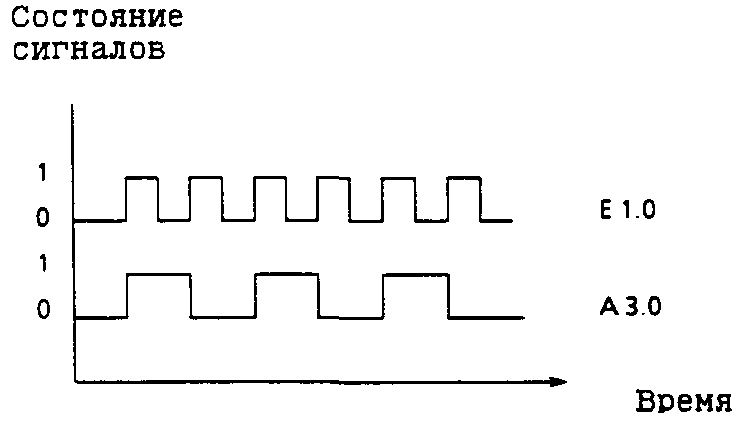 Состояние
сигналов
1
0
E 1.0
1
0
A 3.0
Время